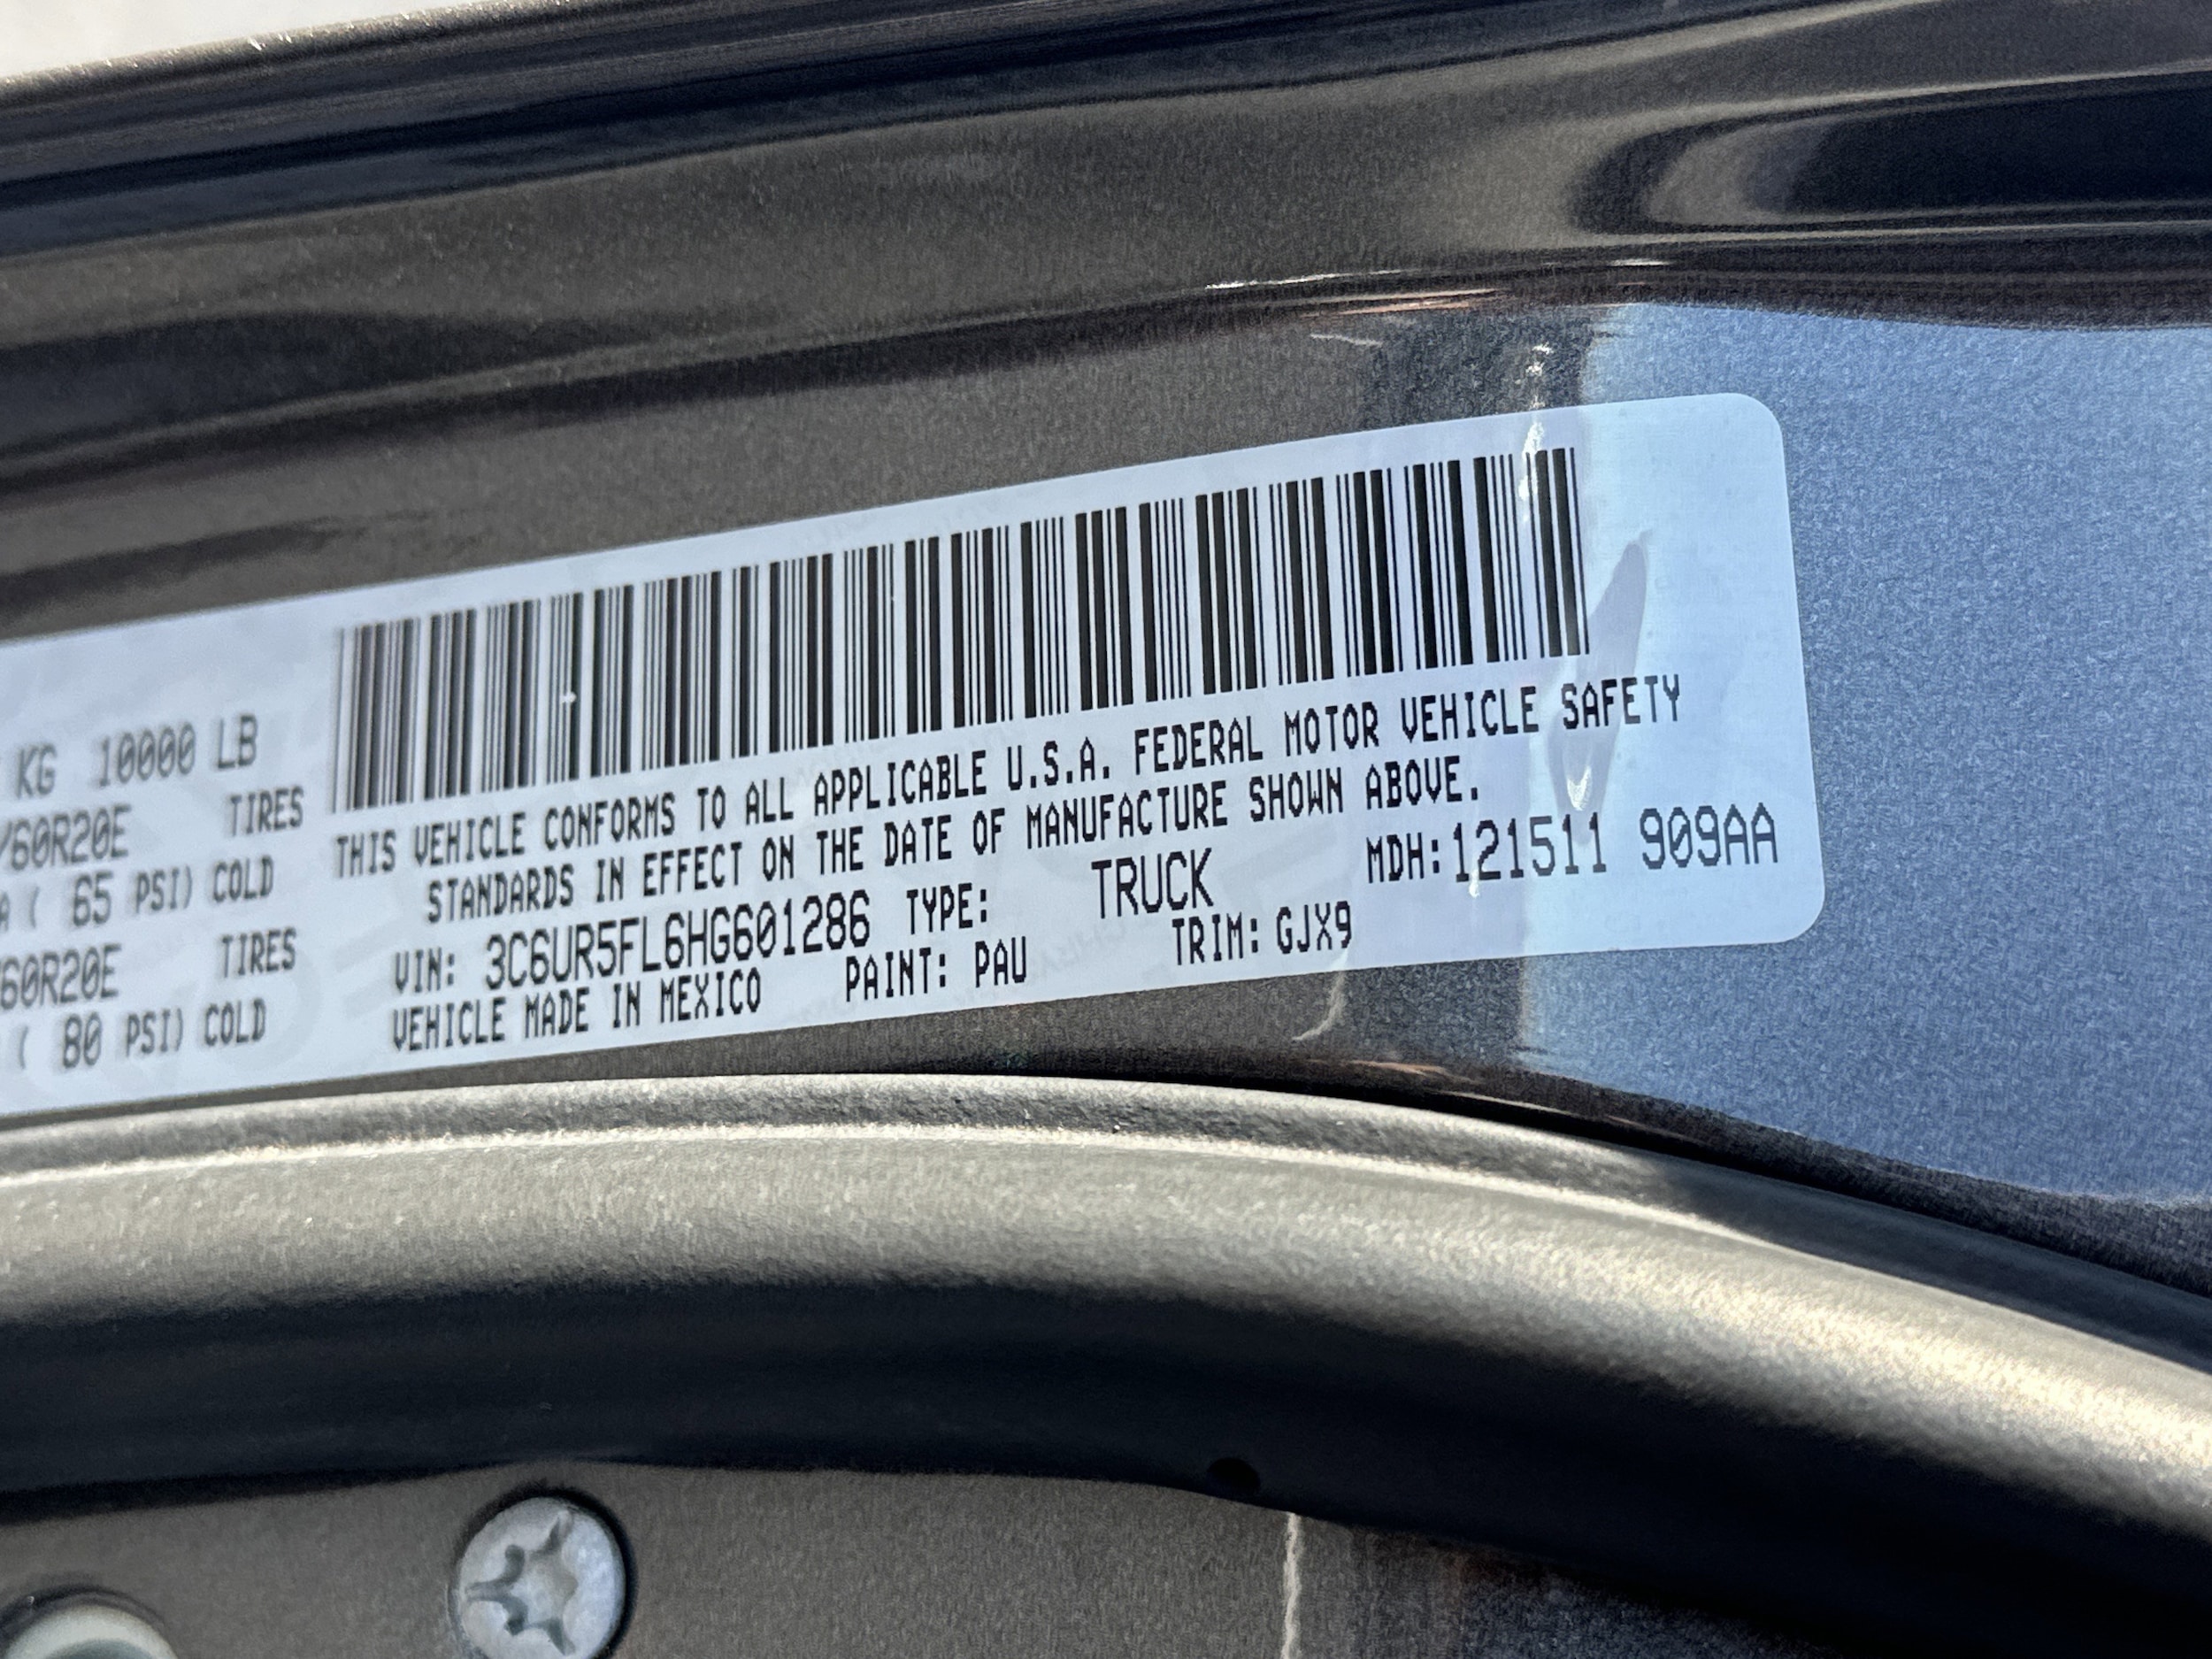 KG 10000 LB
/60R20E TIRES
( 65 PSI) COLD
60R20E TIRES
( 80 PSI) COLD
THIS VEHICLE CONFORMS TO ALL APPLICABLE U.S.A. FEDERAL MOTOR VEHICLE SAFETY
STANDARDS IN EFFECT ON THE DATE OF MANUFACTURE SHOWN ABOVE.
MDH:121511 909AA
VIN: 3C6UR5FL6HG601286 TYPE: TRUCK
VEHICLE MADE IN MEXICO PAINT: PAU TRIM: GJX9